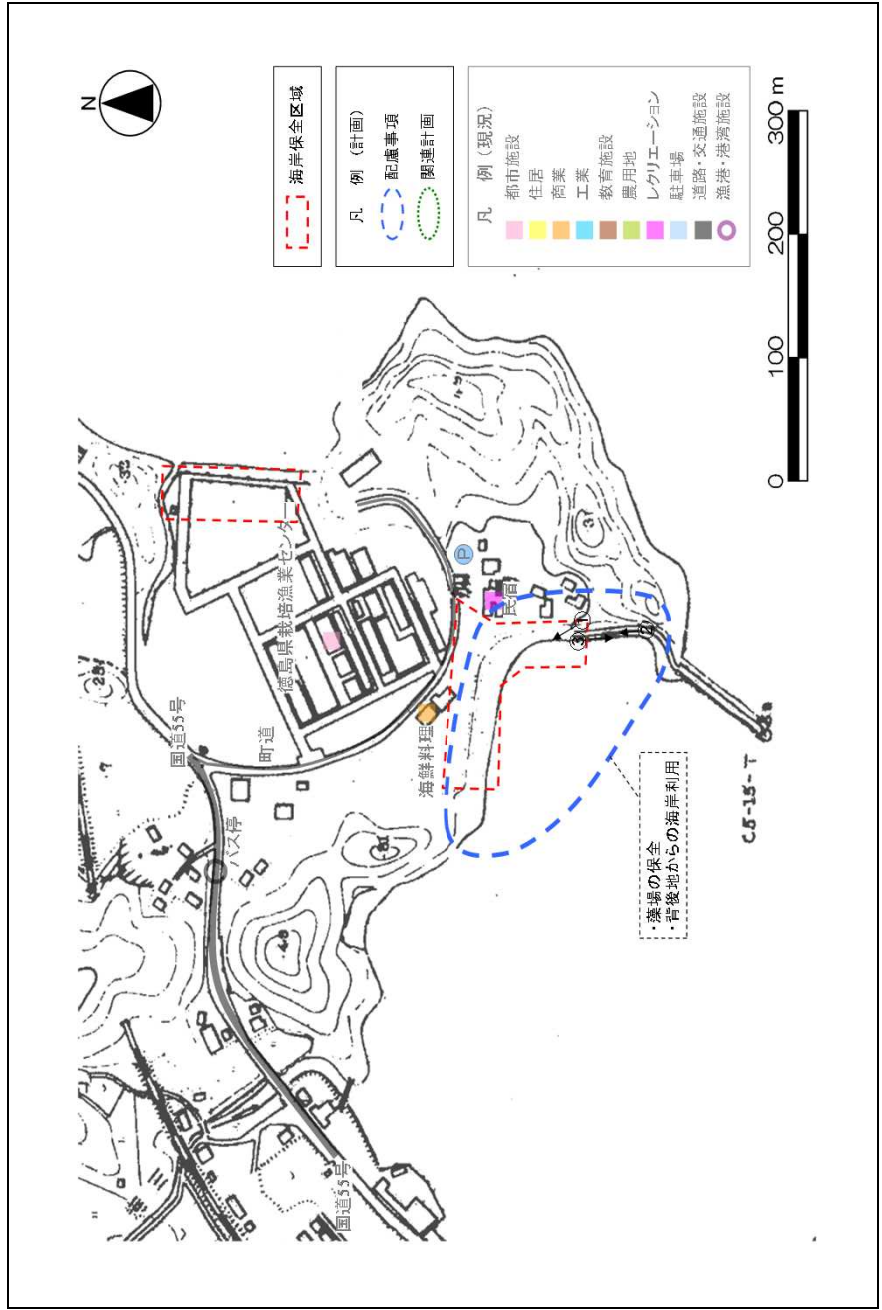 N
海岸保全区域
凡 例 (計画)
配慮事項
関連計画
凡 例 (現況)
都市施設
住居
商業
工業
教育施設
農用地
レクリエーション
駐車場
道路・交通施設
漁港・港湾施設
0 100 200 300 m
国道55号
町道
徳島県栽培漁業センター
バス停
海鮮料理
P
民宿
①
②
③
国道55号
・藻場の保全
・背後地からの海岸利用
C5-15-T